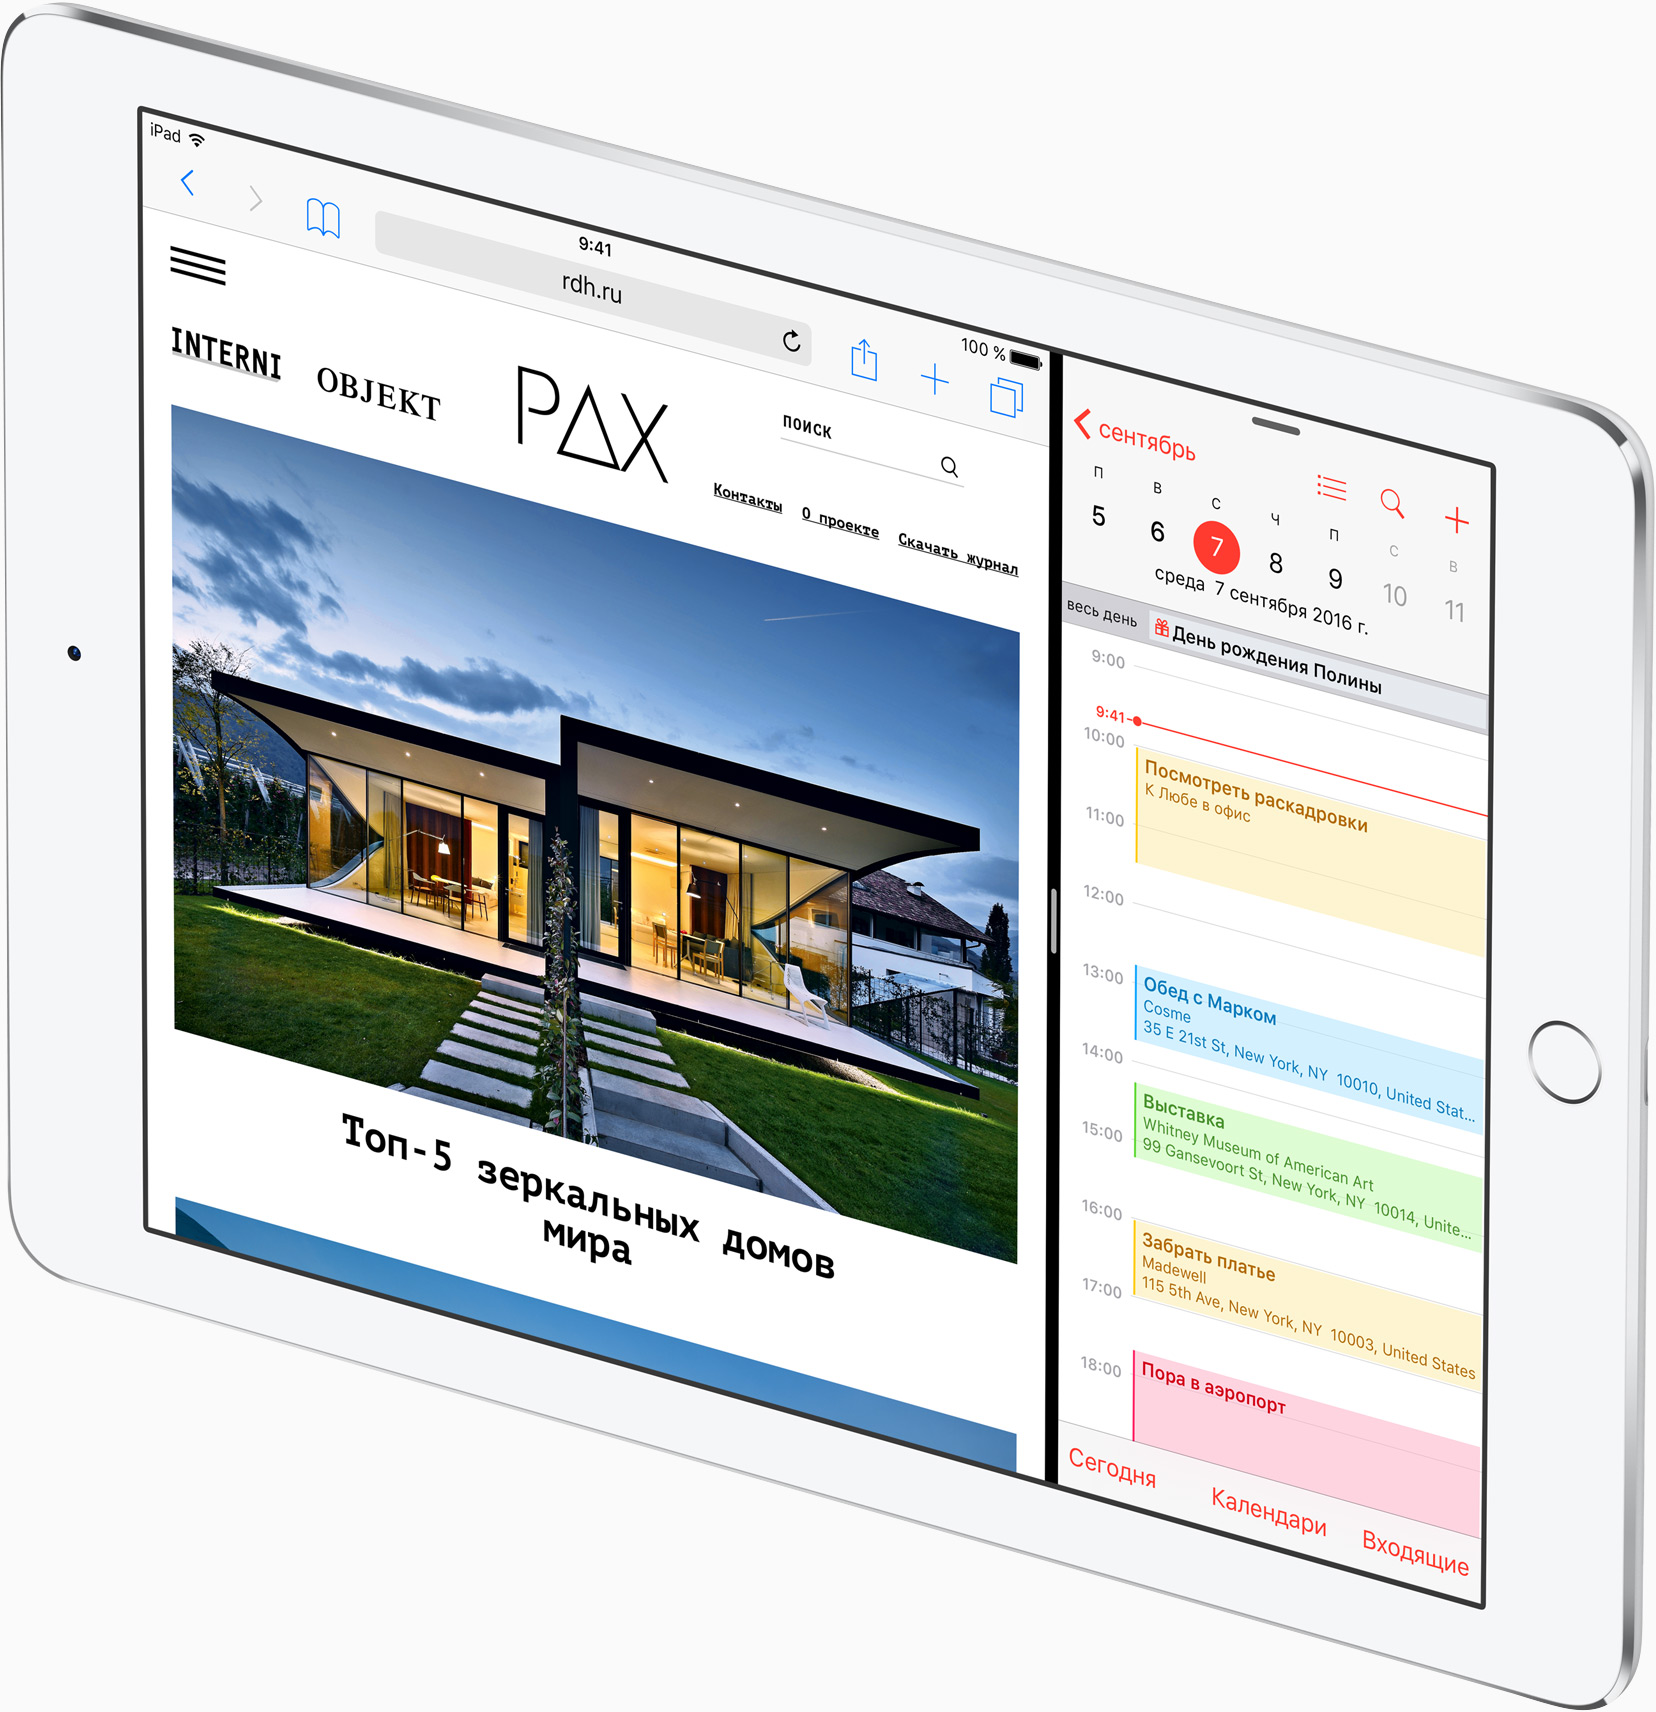 iPad
9:41
100 %
rdh.ru
INTERNI
OBJEKT
PAX
ПОИСК
Контакты
О проекте
Скачать журнал
Топ-5 зеркальных домов
мира
сентябрь
П В С Ч П С В
5 6 7 8 9 10 11
среда 7 сентября 2016 г.
весь день
День рождения Полины
9:00
9:41
10:00
Посмотреть раскадровки
К Любе в офис
11:00
12:00
13:00
Обед с Марком
Cosme
35 E 21st St, New York, NY 10010, United Stat...
14:00
Выставка
Whitney Museum of American Art
99 Gansevoort St, New York, NY 10014, Unite...
15:00
16:00
Забрать платье
Madewell
115 5th Ave, New York, NY 10003, United States
17:00
18:00
Пора в аэропорт
Сегодня
Календари
Входящие